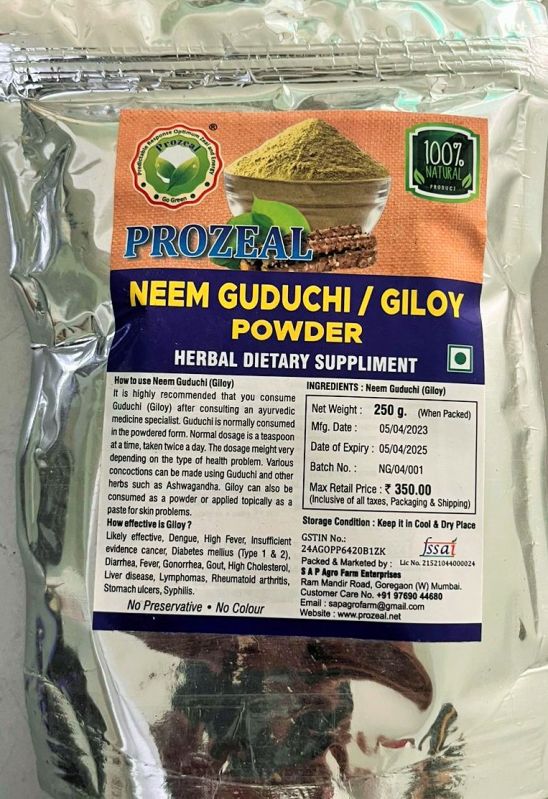 Predictable Response Optimum Zeal and Energy
Prozeal
Go Green
®
100%
NATURAL
PRODUCT
PROZEAL
NEEM GUDUCHI / GILOY
POWDER
HERBAL DIETARY SUPPLIMENT
How to use Neem Guduchi (Giloy)
It is highly recommended that you consume
Guduchi (Giloy) after consulting an ayurvedic
medicine specialist. Guduchi is normally consumed
in the powdered form. Normal dosage is a teaspoon
at a time, taken twice a day. The dosage meight very
depending on the type of health problem. Various
concoctions can be made using Guduchi and other
herbs such as Ashwagandha. Giloy can also be
consumed as a powder or applied topically as a
paste for skin problems.
How effective is Giloy ?
Likely effective, Dengue, High Fever, Insufficient
evidence cancer, Diabetes mellius (Type 1 & 2),
Diarrhea, Fever, Gonorrhea, Gout, High Cholesterol,
Liver disease, Lymphomas, Rheumatoid arthritis,
Stomach ulcers, Syphilis.
No Preservative • No Colour
INGREDIENTS : Neem Guduchi (Giloy)
Net Weight : 250 g. (When Packed)
Mfg. Date : 05/04/2023
Date of Expiry : 05/04/2025
Batch No. : NG/04/001
Max Retail Price : ₹ 350.00
(Inclusive of all taxes, Packaging & Shipping)
Storage Condition : Keep it in Cool & Dry Place
GSTIN No.:
24AGOPP6420B1ZK
fssai
Packed & Marketed by : Lic No. 21521044000024
S A P Agro Farm Enterprises
Ram Mandir Road, Goregaon (W) Mumbai.
Customer Care No. +91 97690 44680
Email : sapagrofarm@gmail.com
Website : www.prozeal.net